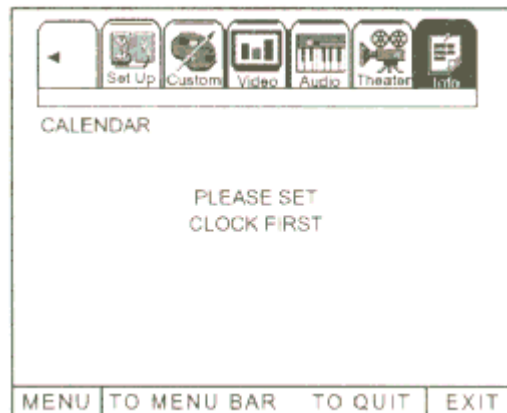 Set Up Custom Video Audio Theater Info
CALENDAR
PLEASE SET
CLOCK FIRST
MENU TO MENU BAR TO QUIT EXIT